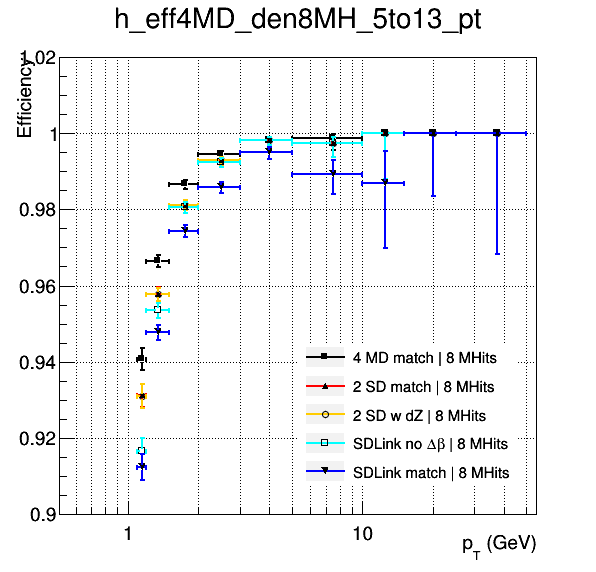 h_eff4MD_den8MH_5to13_pt
Efficiency
1.02
1
0.98
0.96
0.94
0.92
0.9
4 MD match | 8 MHits
2 SD match | 8 MHits
2 SD w dZ | 8 MHits
SDLink no Δβ | 8 MHits
SDLink match | 8 MHits
1
10
p_T (GeV)